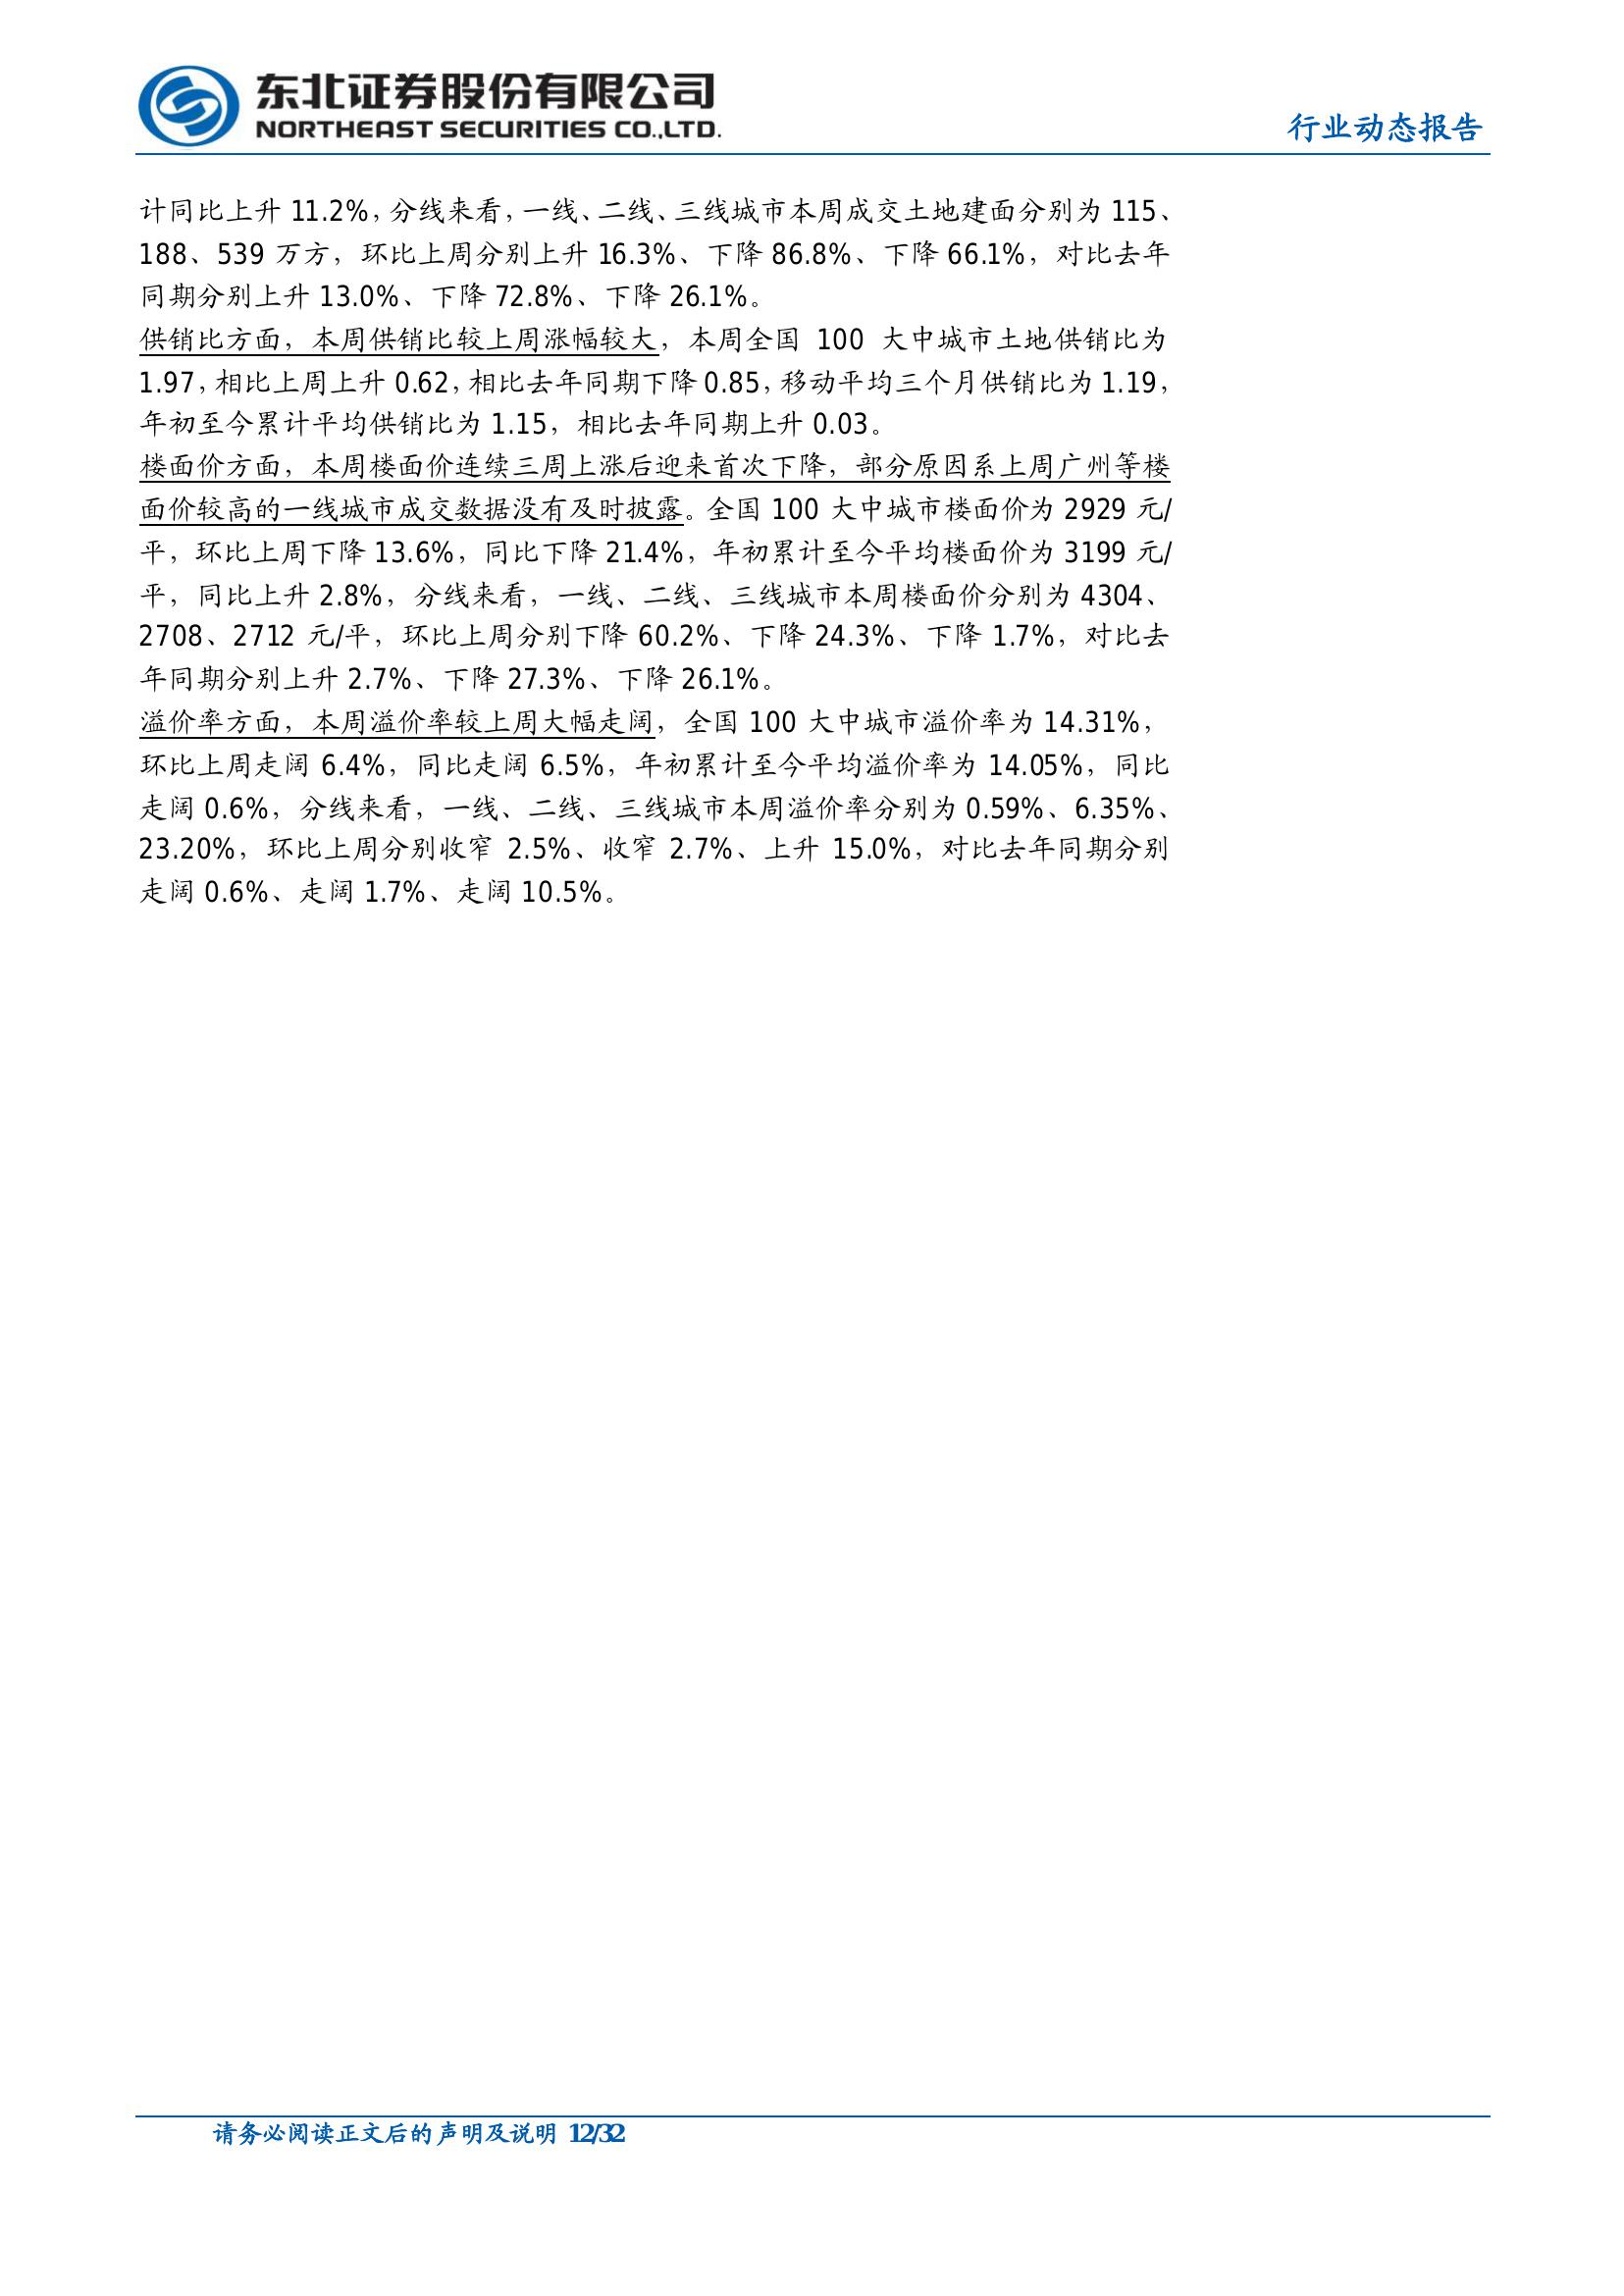 东北证券股份有限公司
NORTHEAST SECURITIES CO.,LTD.
行业动态报告
计同比上升 11.2%，分线来看，一线、二线、三线城市本周成交土地建面分别为 115、
188、539 万方，环比上周分别上升 16.3%、下降 86.8%、下降 66.1%，对比去年
同期分别上升 13.0%、下降 72.8%、下降 26.1%。
供销比方面，本周供销比较上周涨幅较大，本周全国 100 大中城市土地供销比为
1.97，相比上周上升 0.62，相比去年同期下降 0.85，移动平均三个月供销比为 1.19，
年初至今累计平均供销比为 1.15，相比去年同期上升 0.03。
楼面价方面，本周楼面价连续三周上涨后迎来首次下降，部分原因系上周广州等楼
面价较高的一线城市成交数据没有及时披露。全国 100 大中城市楼面价为 2929 元/
平，环比上周下降 13.6%，同比下降 21.4%，年初累计至今平均楼面价为 3199 元/
平，同比上升 2.8%，分线来看，一线、二线、三线城市本周楼面价分别为 4304、
2708、2712 元/平，环比上周分别下降 60.2%、下降 24.3%、下降 1.7%，对比去
年同期分别上升 2.7%、下降 27.3%、下降 26.1%。
溢价率方面，本周溢价率较上周大幅走阔，全国 100 大中城市溢价率为 14.31%，
环比上周走阔 6.4%，同比走阔 6.5%，年初累计至今平均溢价率为 14.05%，同比
走阔 0.6%，分线来看，一线、二线、三线城市本周溢价率分别为 0.59%、6.35%、
23.20%，环比上周分别收窄 2.5%、收窄 2.7%、上升 15.0%，对比去年同期分别
走阔 0.6%、走阔 1.7%、走阔 10.5%。
请务必阅读正文后的声明及说明 12/32